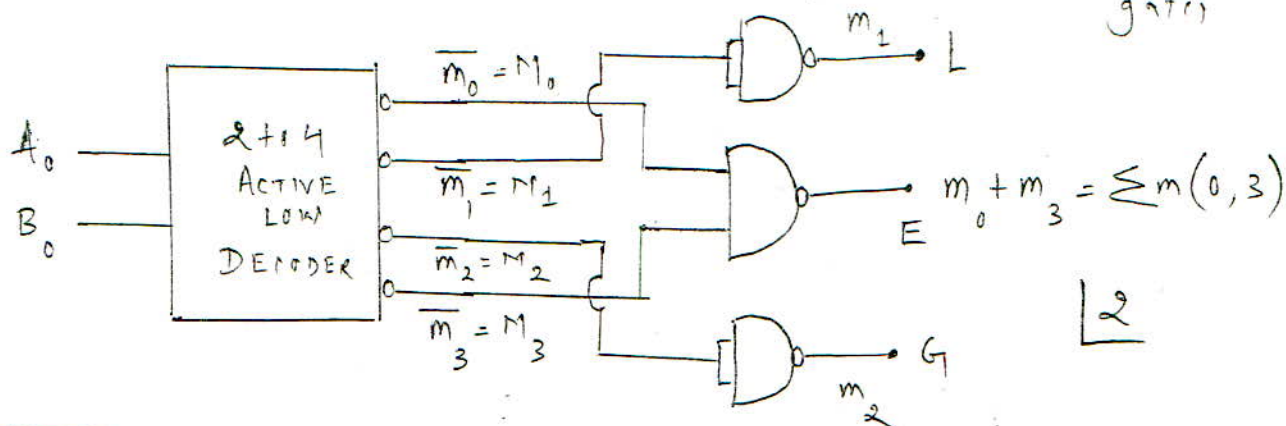 gates
m₁ L
m̅₀ = M₀
A₀
2 to 4
ACTIVE
LOW
DECODER
B₀
m̅₁ = M₁
E m₀ + m₃ = Σm(0, 3)
m̅₂ = M₂
m̅₃ = M₃
2
G
m₂